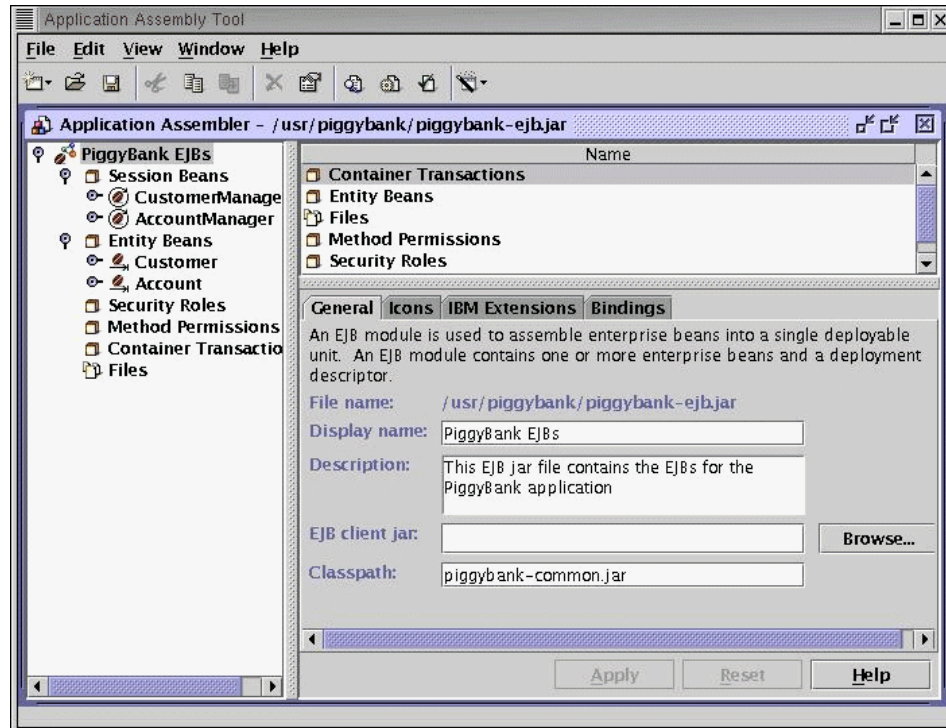 Application Assembly Tool
File Edit View Window Help
Application Assembler - /usr/piggybank/piggybank-ejb.jar
PiggyBank EJBs
Session Beans
CustomerManage
AccountManager
Entity Beans
Customer
Account
Security Roles
Method Permissions
Container Transactio
Files
Name
Container Transactions
Entity Beans
Files
Method Permissions
Security Roles
General Icons IBM Extensions Bindings
An EJB module is used to assemble enterprise beans into a single deployable
unit. An EJB module contains one or more enterprise beans and a deployment
descriptor.
File name: /usr/piggybank/piggybank-ejb.jar
Display name: PiggyBank EJBs
Description: This EJB jar file contains the EJBs for the
PiggyBank application
EJB client jar: Browse...
Classpath: piggybank-common.jar
Apply Reset Help